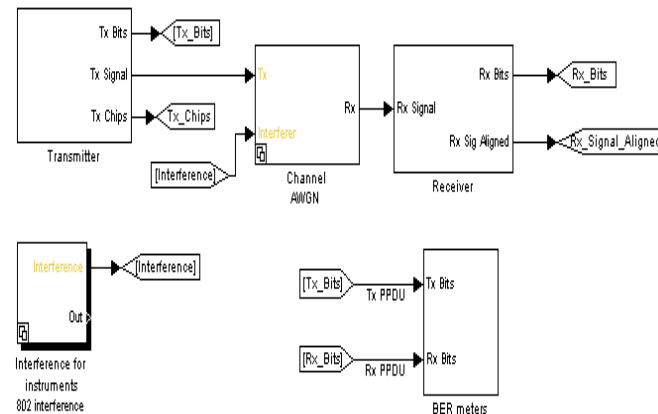 Tx Bits
[Tx_Bits]
Tx Signal
Tx Chips
Tx_Chips
Transmitter
Tx
Interferer
Rx
[Interference]
Channel
AWGN
Rx Signal
Rx Bits
Rx_Bits
Rx Sig Aligned
Rx_Signal_Aligned
Receiver
Interference
[Interference]
Out
Interference for
instruments
802 interference
[Tx_Bits]
Tx PPDU
Tx Bits
[Rx_Bits]
Rx PPDU
Rx Bits
BER meters